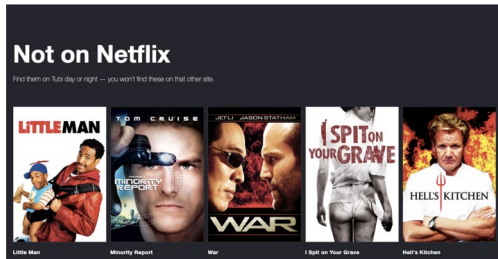 Not on Netflix
Find them on Tubi day or night — you won't find these on that other site.
LiTTLE MAN
TOM CRUISE
MINORITY
REPORT
JET LI JASON STATHAM
WAR
I SPIT ON
YOUR GRAVE
HELL'S KITCHEN
Little Man
Minority Report
War
I Spit on Your Grave
Hell's Kitchen